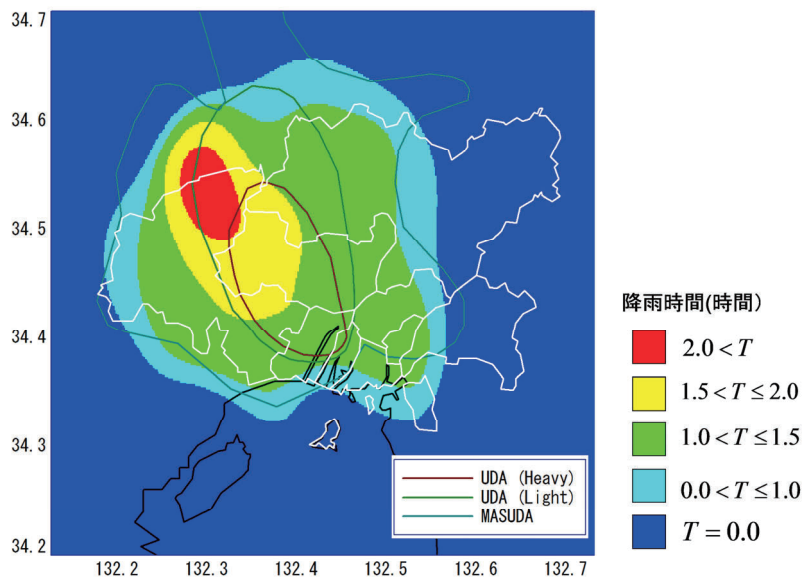 34.7
34.6
34.5
34.4
34.3
34.2
132.2 132.3 132.4 132.5 132.6 132.7
UDA (Heavy)
UDA (Light)
MASUDA
降雨時間(時間)
2.0 < T
1.5 < T ≤ 2.0
1.0 < T ≤ 1.5
0.0 < T ≤ 1.0
T = 0.0